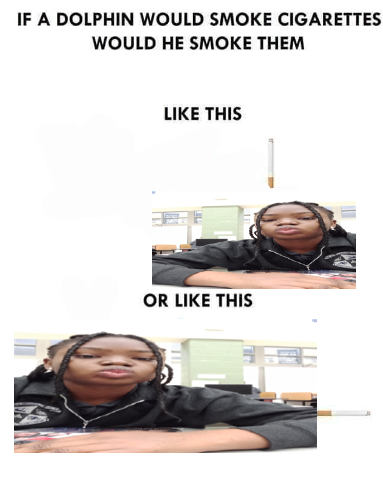 IF A DOLPHIN WOULD SMOKE CIGARETTES
WOULD HE SMOKE THEM
LIKE THIS
OR LIKE THIS